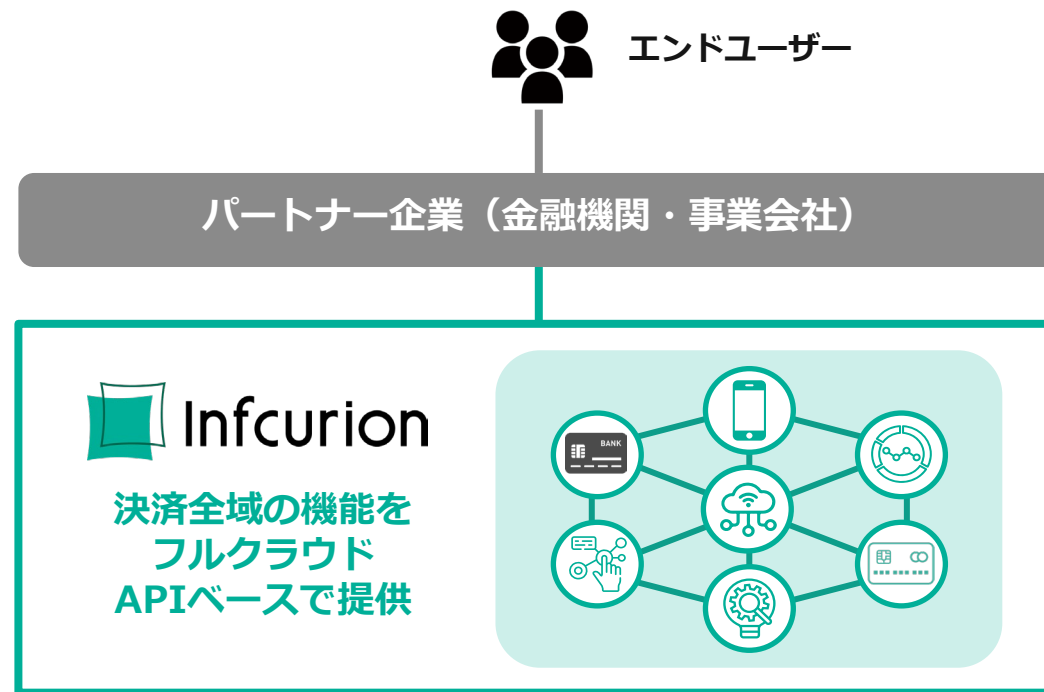 エンドユーザー
パートナー企業（金融機関・事業会社）
Infcurion
決済全域の機能を
フルクラウド
APIベースで提供
BANK